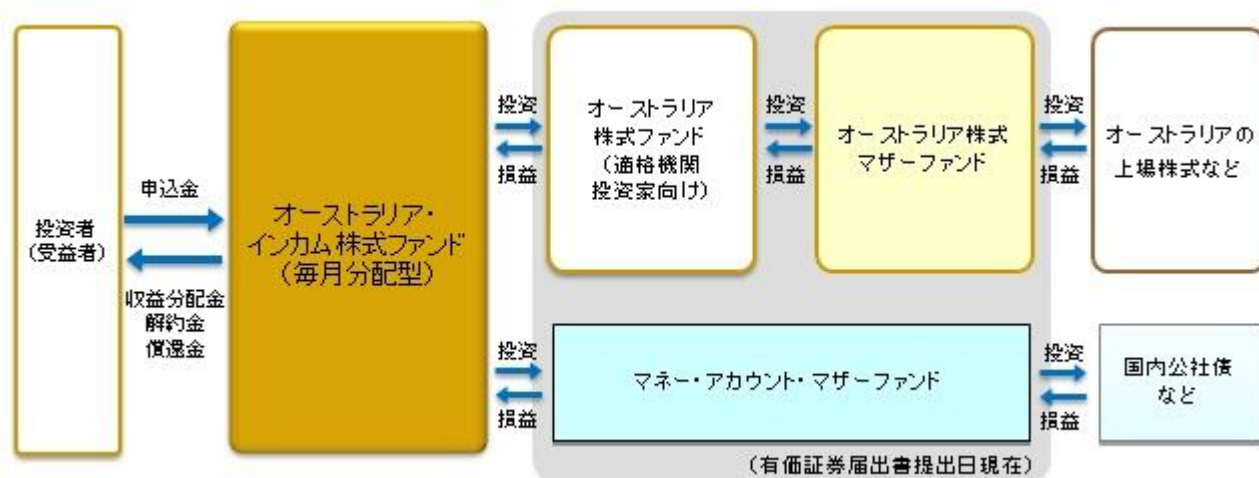 投資者
（受益者）
申込金
収益分配金
解約金
償還金
オーストラリア・
インカム株式ファンド
（毎月分配型）
投資
損益
オーストラリア
株式ファンド
（適格機関
投資家向け）
投資
損益
オーストラリア株式
マザーファンド
投資
損益
オーストラリアの
上場株式など
投資
損益
マネー・アカウント・マザーファンド
投資
損益
国内公社債
など
（有価証券届出書提出日現在）